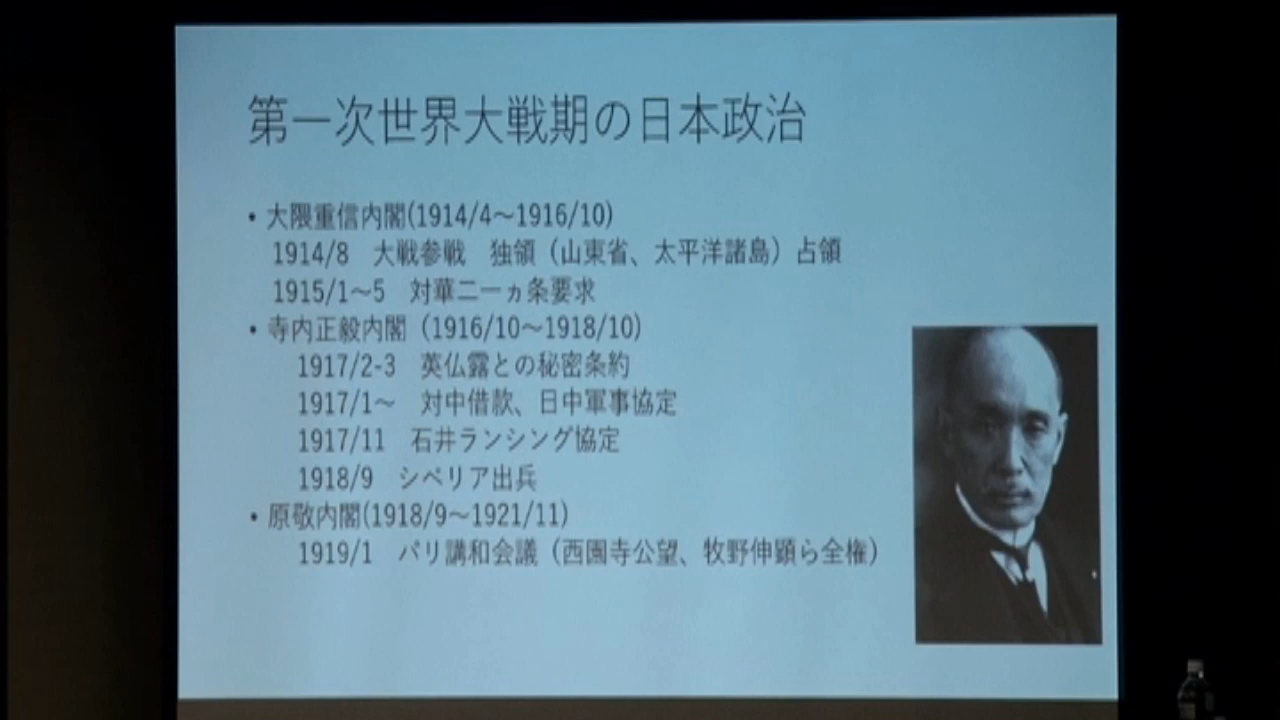 第一次世界大戦期の日本政治
• 大隈重信内閣(1914/4〜1916/10)
1914/8 大戦参戦 独領（山東省、太平洋諸島）占領
1915/1〜5 対華二一ヵ条要求
• 寺内正毅内閣（1916/10〜1918/10)
1917/2-3 英仏露との秘密条約
1917/1〜 対中借款、日中軍事協定
1917/11 石井ランシング協定
1918/9 シベリア出兵
• 原敬内閣(1918/9〜1921/11)
1919/1 パリ講和会議（西園寺公望、牧野伸顕ら全権）